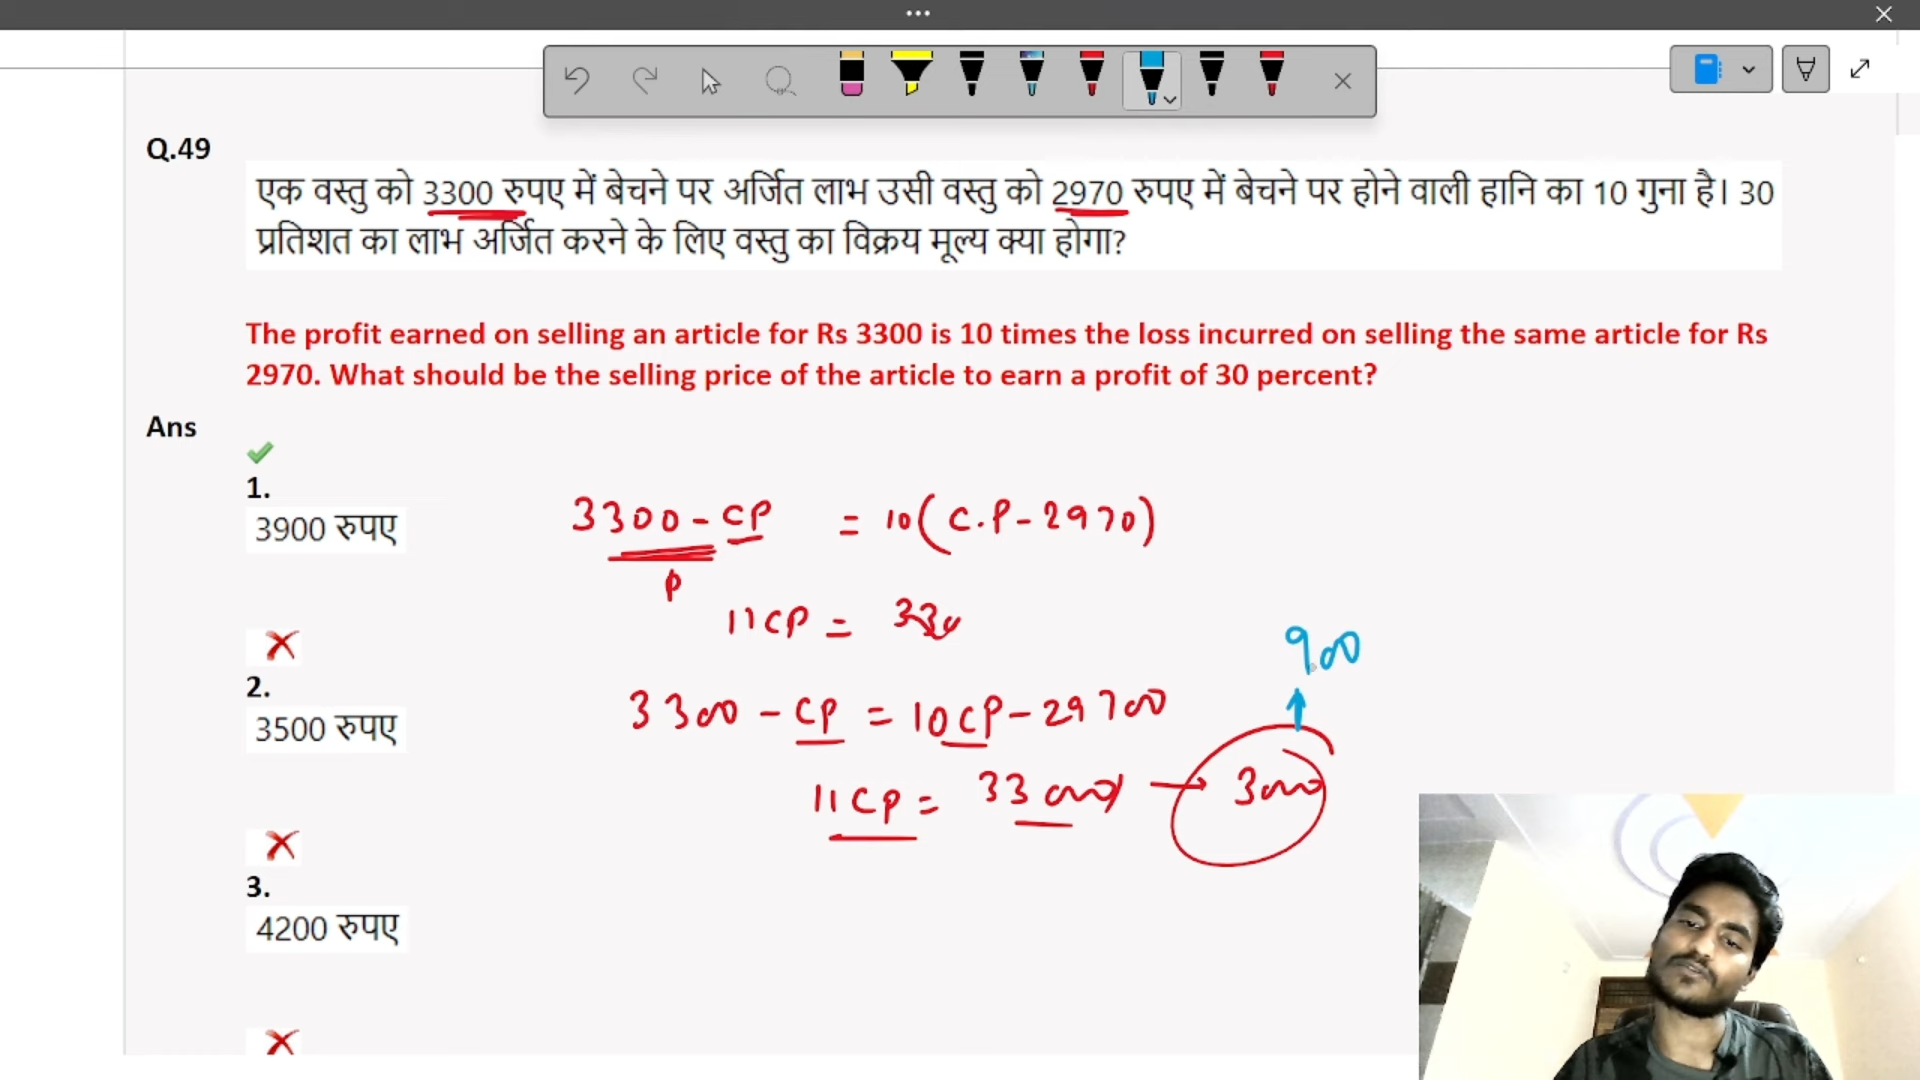 Q.49
एक वस्तु को 3300 रुपए में बेचने पर अर्जित लाभ उसी वस्तु को 2970 रुपए में बेचने पर होने वाली हानि का 10 गुना है। 30
प्रतिशत का लाभ अर्जित करने के लिए वस्तु का विक्रय मूल्य क्या होगा?
The profit earned on selling an article for Rs 3300 is 10 times the loss incurred on selling the same article for Rs
2970. What should be the selling price of the article to earn a profit of 30 percent?
Ans
1.
3900 रुपए
2.
3500 रुपए
3.
4200 रुपए
3300 - CP = 10(C.P - 2970)
P
11CP = 330
900
3300 - CP = 10CP - 29700
11CP = 33000 → 3000